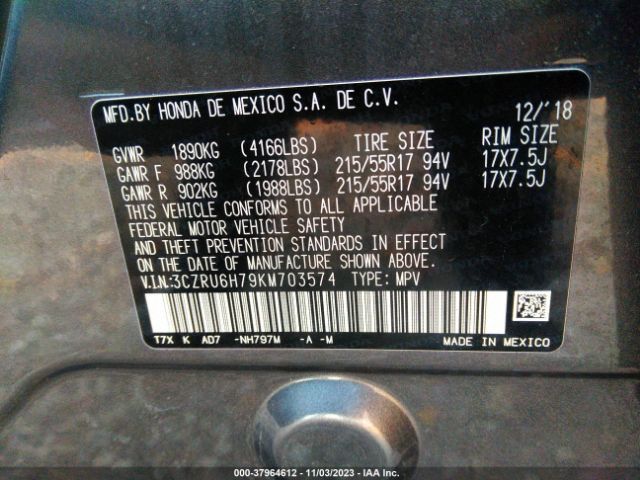 MFD. BY HONDA DE MEXICO S.A. DE C.V. 12/'18
GVWR 1890KG (4166LBS) TIRE SIZE RIM SIZE
GAWR F 988KG (2178LBS) 215/55R17 94V 17X7.5J
GAWR R 902KG (1988LBS) 215/55R17 94V 17X7.5J
THIS VEHICLE CONFORMS TO ALL APPLICABLE
FEDERAL MOTOR VEHICLE SAFETY
AND THEFT PREVENTION STANDARDS IN EFFECT
ON THE DATE OF MANUFACTURE SHOWN ABOVE.
V.I.N.:3CZRU6H79KM703574 TYPE: MPV
T7X K AD7 -NH797M -A -M MADE IN MEXICO
000-37964612 - 11/03/2023 - IAA Inc.